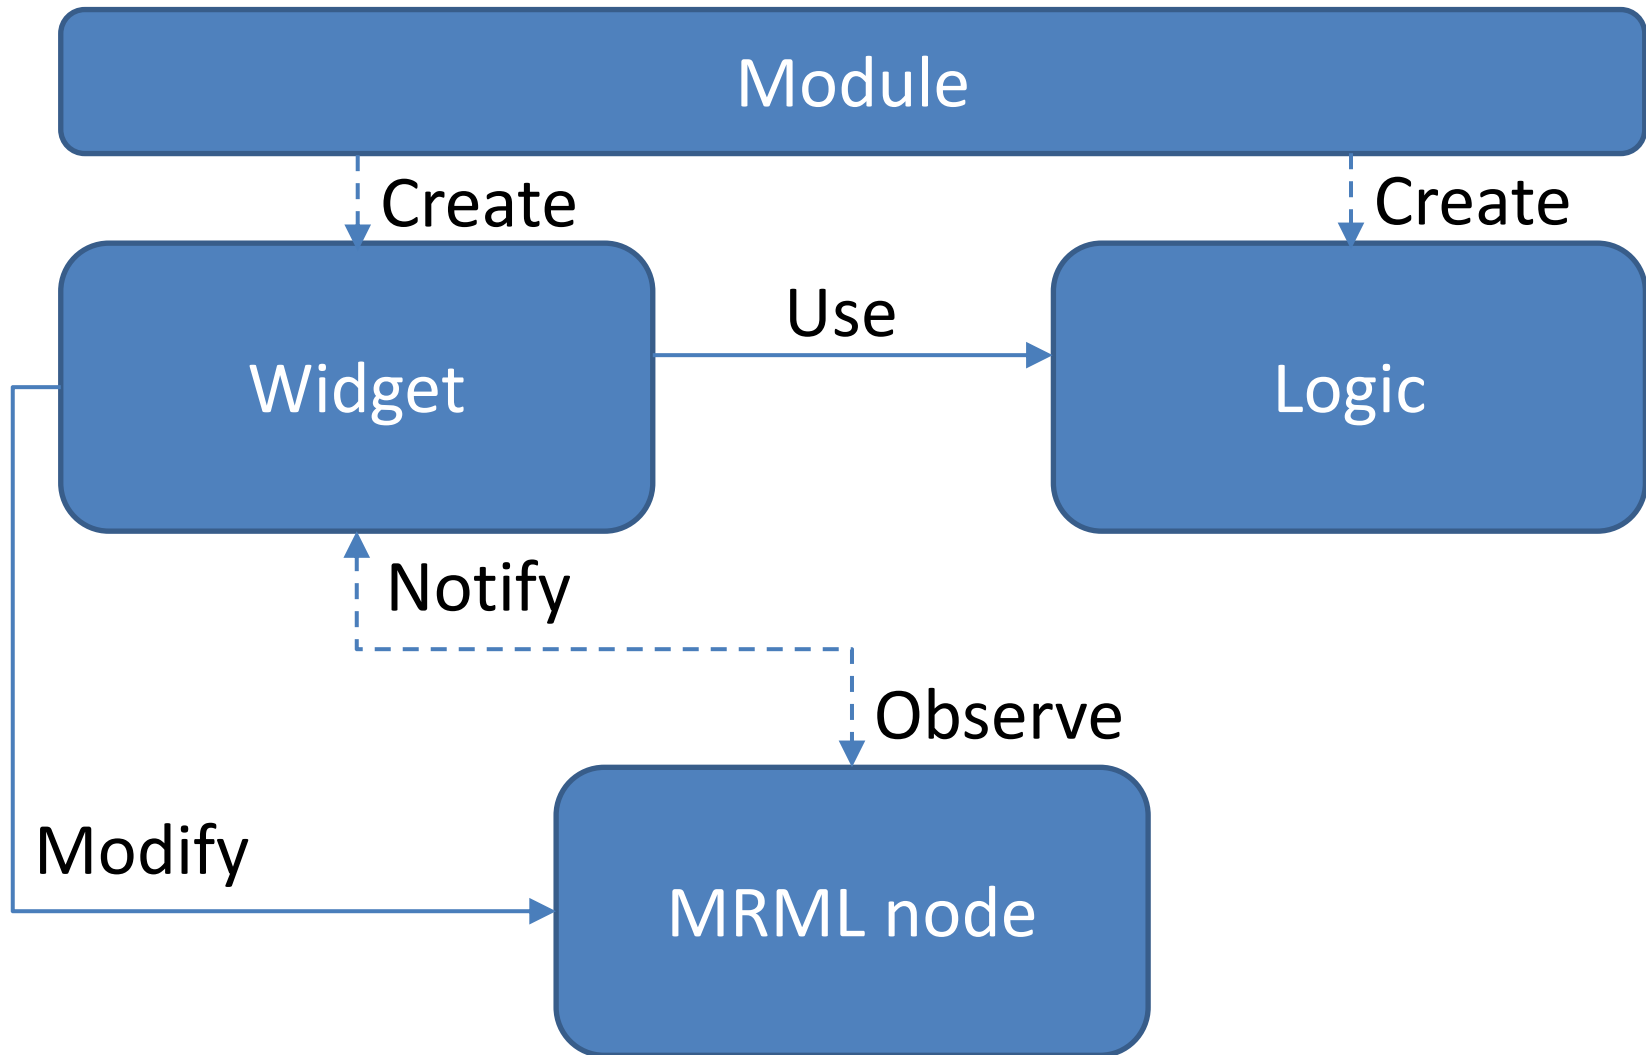 Module
Create
Create
Use
Widget
Logic
Notify
Observe
Modify
MRML node